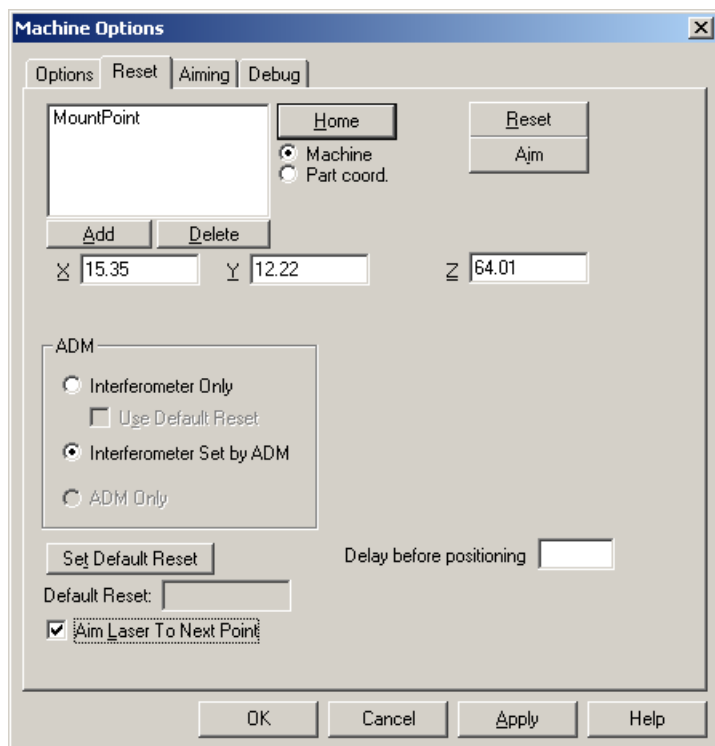 Machine Options
Options Reset Aiming Debug
MountPoint
Home
Reset
Machine
Aim
Part coord.
Add Delete
X 15.35 Y 12.22 Z 64.01
ADM
Interferometer Only
Use Default Reset
Interferometer Set by ADM
ADM Only
Set Default Reset Delay before positioning
Default Reset:
Aim Laser To Next Point
OK Cancel Apply Help